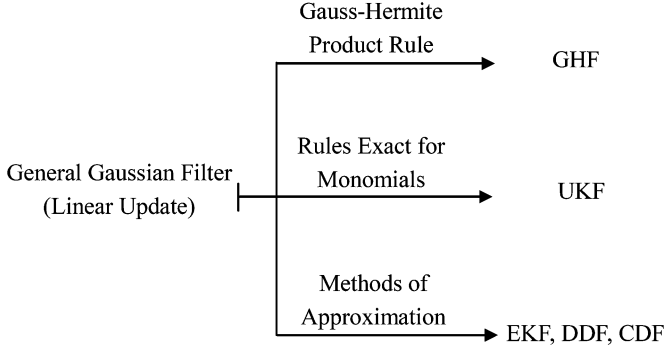 Gauss-Hermite
Product Rule
GHF
General Gaussian Filter
(Linear Update)
Rules Exact for
Monomials
UKF
Methods of
Approximation
EKF, DDF, CDF